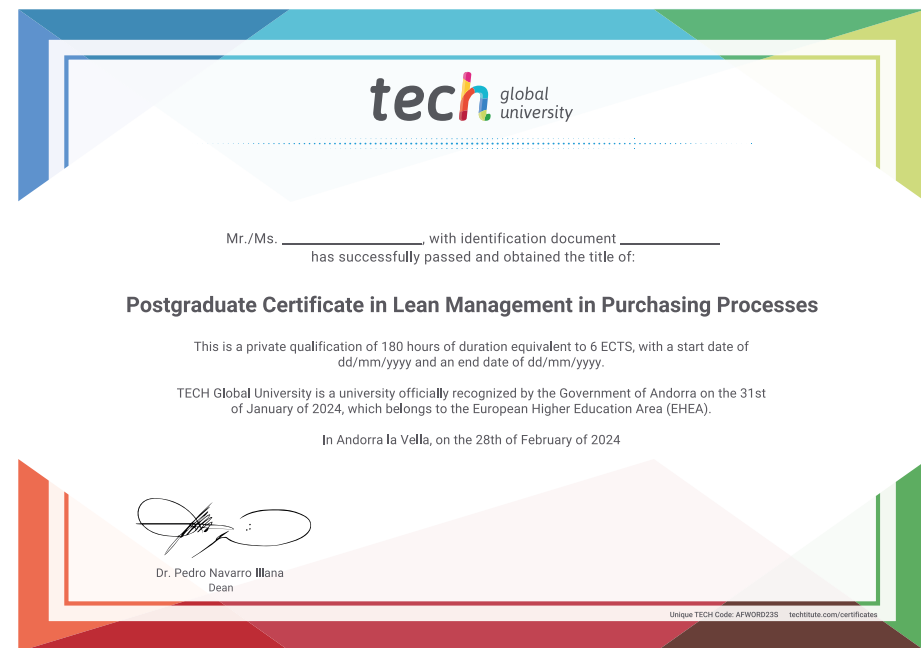 tech global
university
Mr./Ms. ____________________, with identification document ______________
has successfully passed and obtained the title of:
Postgraduate Certificate in Lean Management in Purchasing Processes
This is a private qualification of 180 hours of duration equivalent to 6 ECTS, with a start date of
dd/mm/yyyy and an end date of dd/mm/yyyy.
TECH Global University is a university officially recognized by the Government of Andorra on the 31st
of January of 2024, which belongs to the European Higher Education Area (EHEA).
In Andorra la Vella, on the 28th of February of 2024
Dr. Pedro Navarro Illana
Dean
Unique TECH Code: AFWORD23S techtitute.com/certificates